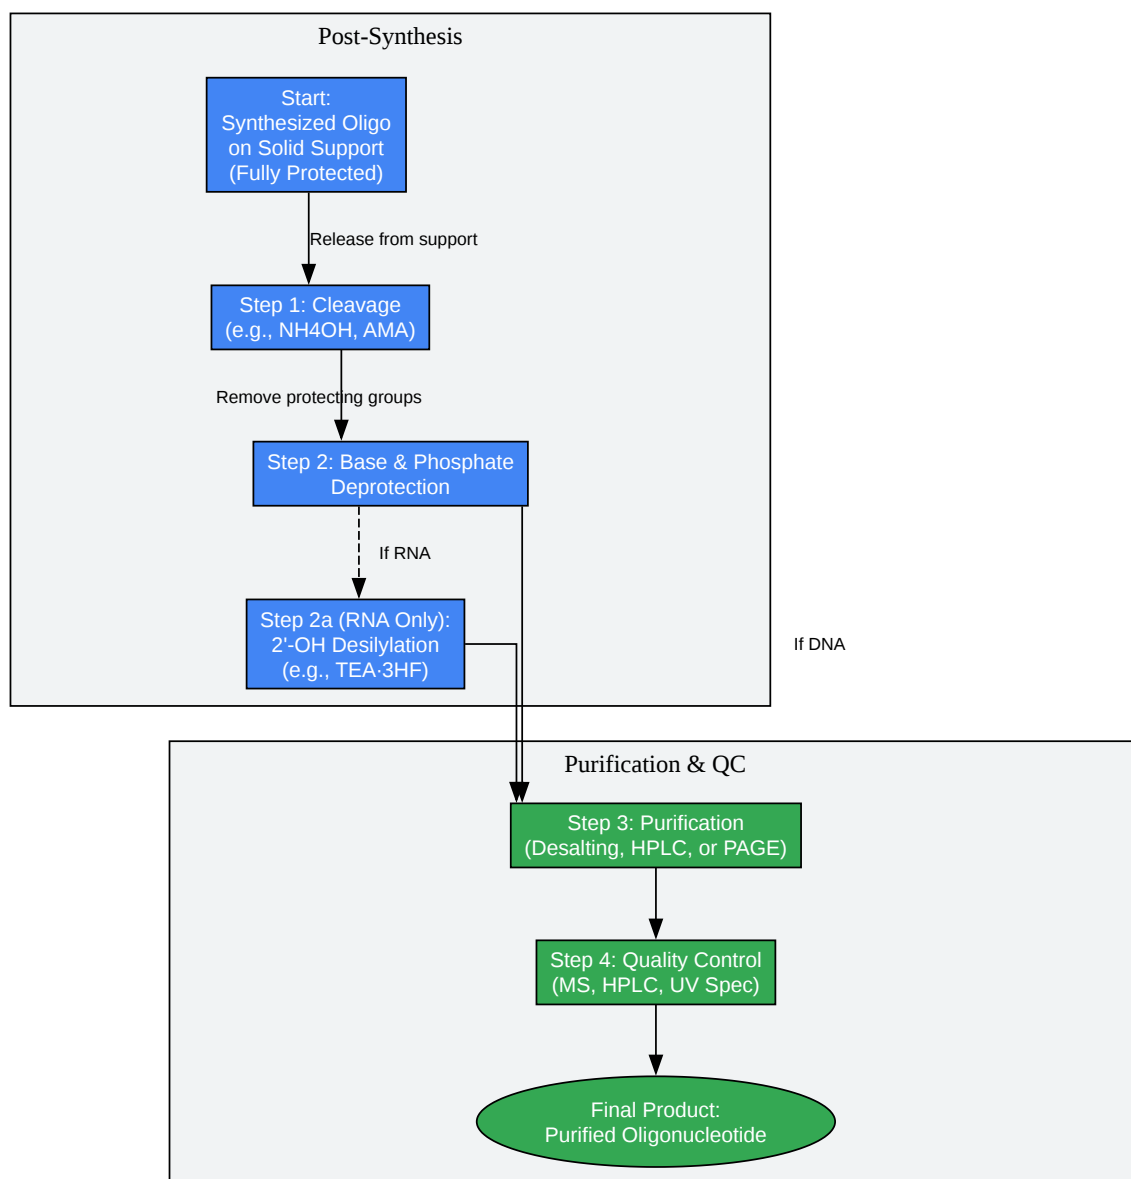 Post-Synthesis
Start:
Synthesized Oligo
on Solid Support
(Fully Protected)
Release from support
Step 1: Cleavage
(e.g., NH4OH, AMA)
Remove protecting groups
Step 2: Base & Phosphate
Deprotection
If RNA
Step 2a (RNA Only):
2'-OH Desilylation
(e.g., TEA·3HF)
If DNA
Purification & QC
Step 3: Purification
(Desalting, HPLC, or PAGE)
Step 4: Quality Control
(MS, HPLC, UV Spec)
Final Product:
Purified Oligonucleotide